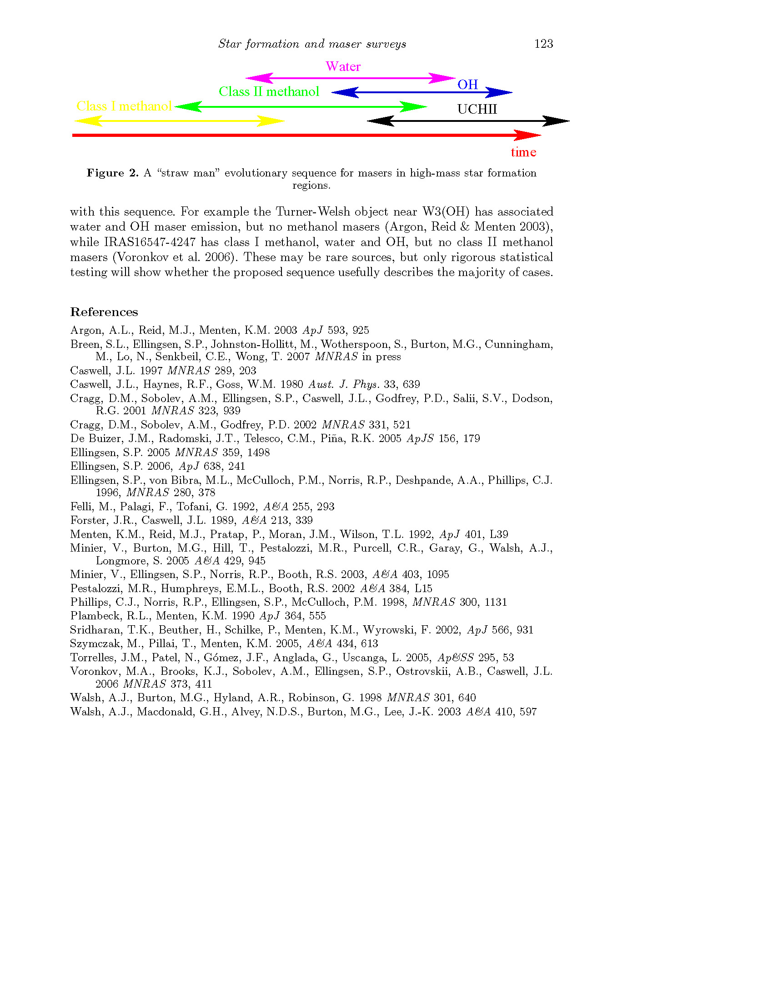 Star formation and maser surveys 123
Water
OH
Class II methanol
Class I methanol
UCHII
time
Figure 2. A “straw man” evolutionary sequence for masers in high-mass star formation
regions.
with this sequence. For example the Turner-Welsh object near W3(OH) has associated
water and OH maser emission, but no methanol masers (Argon, Reid & Menten 2003),
while IRAS16547-4247 has class I methanol, water and OH, but no class II methanol
masers (Voronkov et al. 2006). These may be rare sources, but only rigorous statistical
testing will show whether the proposed sequence usefully describes the majority of cases.
References
Argon, A.L., Reid, M.J., Menten, K.M. 2003 ApJ 593, 925
Breen, S.L., Ellingsen, S.P., Johnston-Hollitt, M., Wotherspoon, S., Burton, M.G., Cunningham,
M., Lo, N., Senkbeil, C.E., Wong, T. 2007 MNRAS in press
Caswell, J.L. 1997 MNRAS 289, 203
Caswell, J.L., Haynes, R.F., Goss, W.M. 1980 Aust. J. Phys. 33, 639
Cragg, D.M., Sobolev, A.M., Ellingsen, S.P., Caswell, J.L., Godfrey, P.D., Salii, S.V., Dodson,
R.G. 2001 MNRAS 323, 939
Cragg, D.M., Sobolev, A.M., Godfrey, P.D. 2002 MNRAS 331, 521
De Buizer, J.M., Radomski, J.T., Telesco, C.M., Piña, R.K. 2005 ApJS 156, 179
Ellingsen, S.P. 2005 MNRAS 359, 1498
Ellingsen, S.P. 2006, ApJ 638, 241
Ellingsen, S.P., von Bibra, M.L., McCulloch, P.M., Norris, R.P., Deshpande, A.A., Phillips, C.J.
1996, MNRAS 280, 378
Felli, M., Palagi, F., Tofani, G. 1992, A&A 255, 293
Forster, J.R., Caswell, J.L. 1989, A&A 213, 339
Menten, K.M., Reid, M.J., Pratap, P., Moran, J.M., Wilson, T.L. 1992, ApJ 401, L39
Minier, V., Burton, M.G., Hill, T., Pestalozzi, M.R., Purcell, C.R., Garay, G., Walsh, A.J.,
Longmore, S. 2005 A&A 429, 945
Minier, V., Ellingsen, S.P., Norris, R.P., Booth, R.S. 2003, A&A 403, 1095
Pestalozzi, M.R., Humphreys, E.M.L., Booth, R.S. 2002 A&A 384, L15
Phillips, C.J., Norris, R.P., Ellingsen, S.P., McCulloch, P.M. 1998, MNRAS 300, 1131
Plambeck, R.L., Menten, K.M. 1990 ApJ 364, 555
Sridharan, T.K., Beuther, H., Schilke, P., Menten, K.M., Wyrowski, F. 2002, ApJ 566, 931
Szymczak, M., Pillai, T., Menten, K.M. 2005, A&A 434, 613
Torrelles, J.M., Patel, N., Gómez, J.F., Anglada, G., Uscanga, L. 2005, Ap&SS 295, 53
Voronkov, M.A., Brooks, K.J., Sobolev, A.M., Ellingsen, S.P., Ostrovskii, A.B., Caswell, J.L.
2006 MNRAS 373, 411
Walsh, A.J., Burton, M.G., Hyland, A.R., Robinson, G. 1998 MNRAS 301, 640
Walsh, A.J., Macdonald, G.H., Alvey, N.D.S., Burton, M.G., Lee, J.-K. 2003 A&A 410, 597